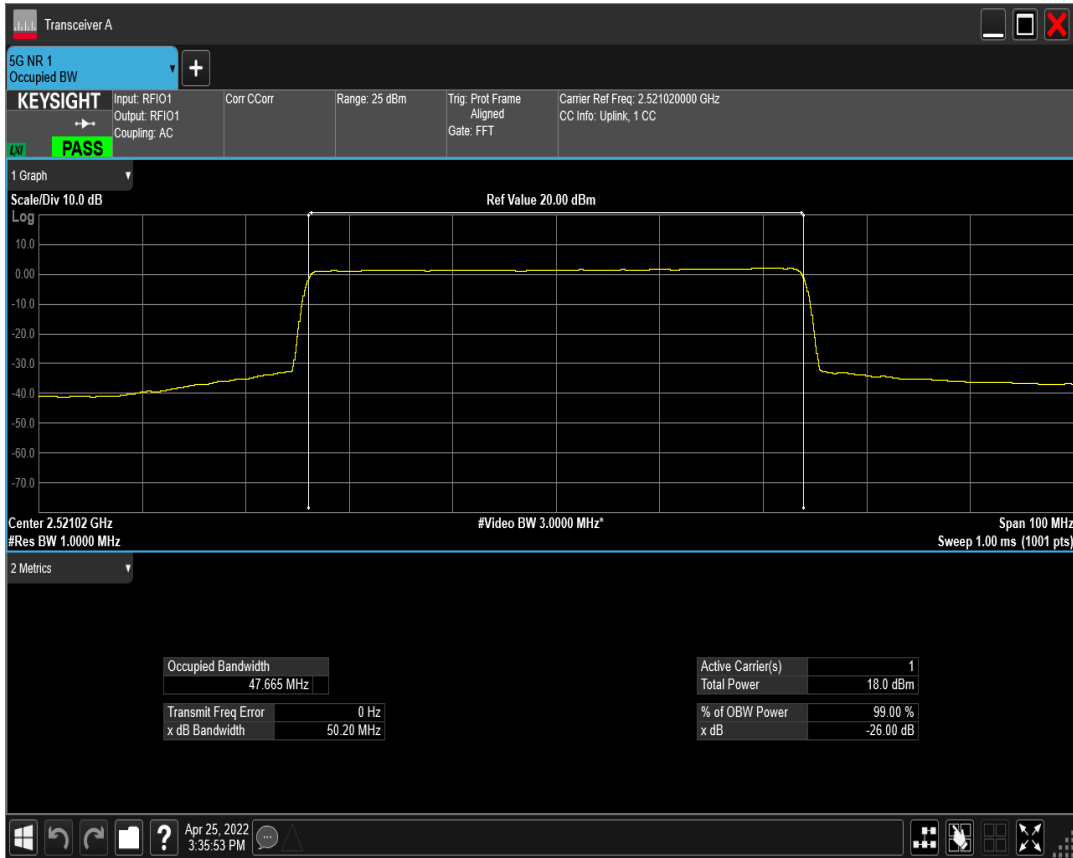 Transceiver A
5G NR 1
Occupied BW
+
KEYSIGHT
Input: RFIO1
Output: RFIO1
Coupling: AC
Corr CCorr
Range: 25 dBm
Trig: Prot Frame
Aligned
Gate: FFT
Carrier Ref Freq: 2.521020000 GHz
CC Info: Uplink, 1 CC
LXI
PASS
1 Graph
Scale/Div 10.0 dB
Ref Value 20.00 dBm
Log
10.0
0.00
-10.0
-20.0
-30.0
-40.0
-50.0
-60.0
-70.0
Center 2.52102 GHz
#Video BW 3.0000 MHz*
Span 100 MHz
#Res BW 1.0000 MHz
Sweep 1.00 ms (1001 pts)
2 Metrics
Occupied Bandwidth
47.665 MHz
Transmit Freq Error 0 Hz
x dB Bandwidth 50.20 MHz
Active Carrier(s) 1
Total Power 18.0 dBm
% of OBW Power 99.00 %
x dB -26.00 dB
?
Apr 25, 2022
3:35:53 PM